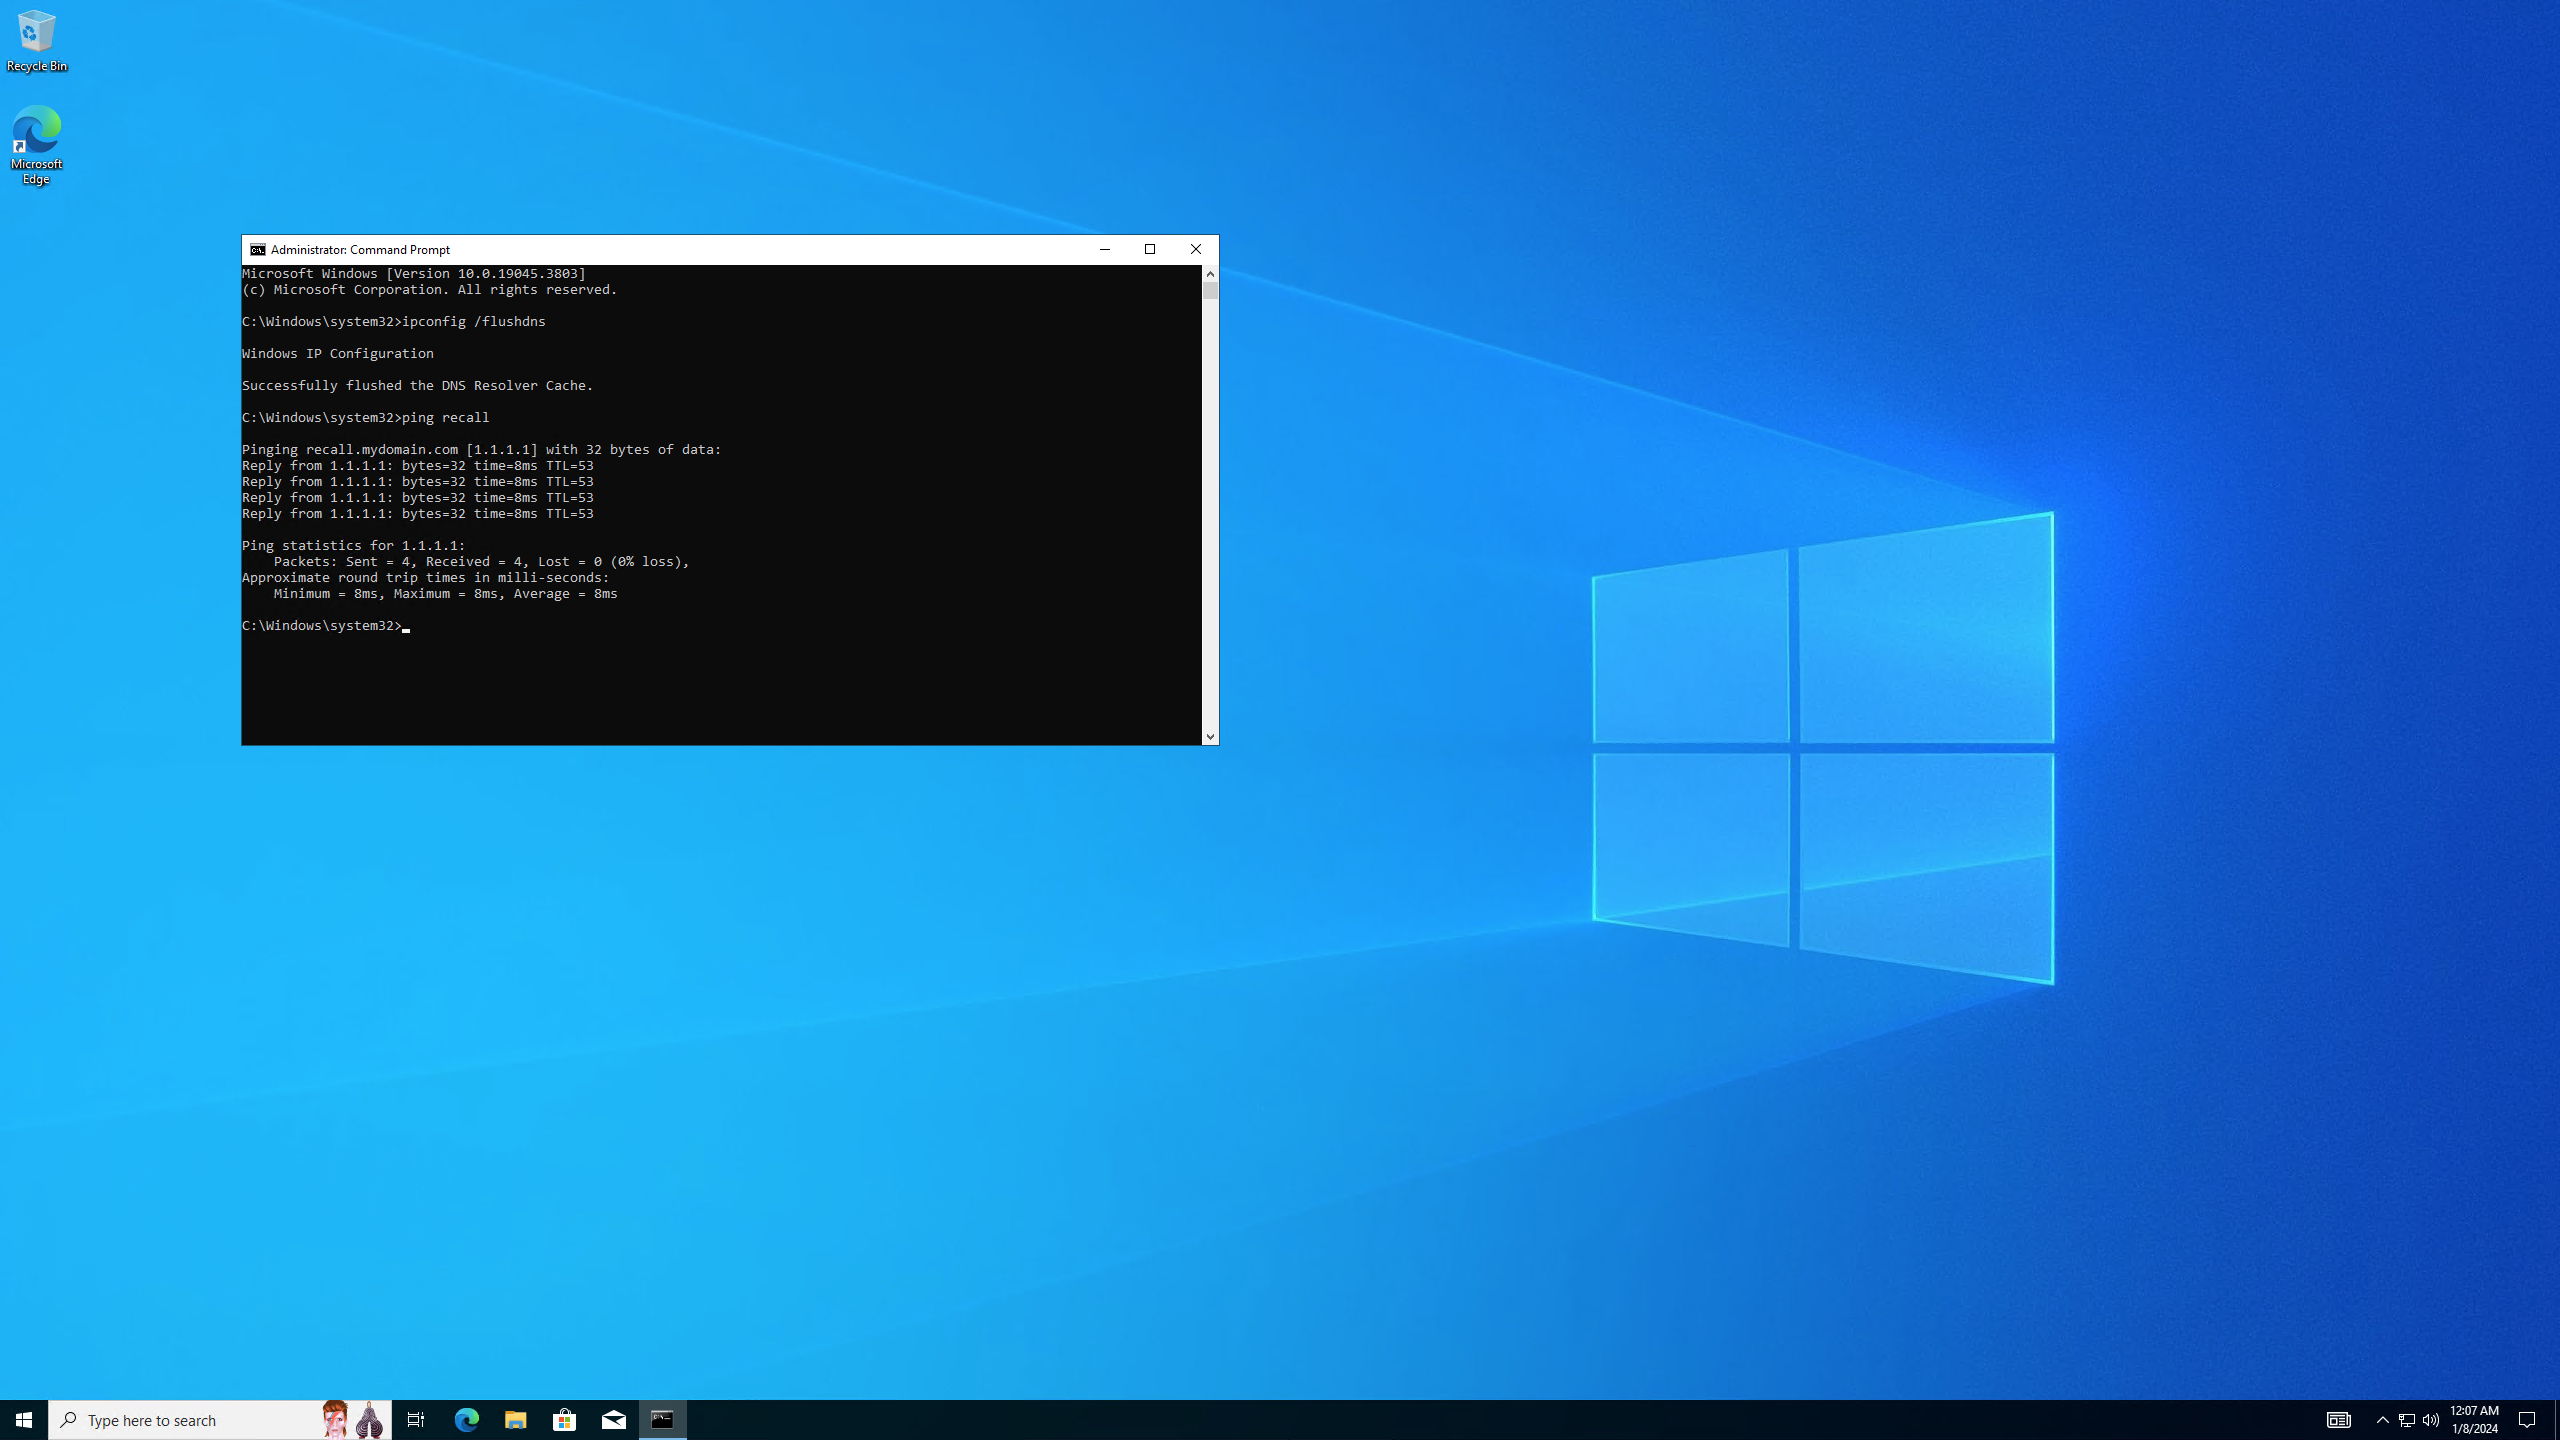 Recycle Bin
Microsoft
Edge
Administrator: Command Prompt
Microsoft Windows [Version 10.0.19045.3803]
(c) Microsoft Corporation. All rights reserved.
C:\Windows\system32>ipconfig /flushdns
Windows IP Configuration
Successfully flushed the DNS Resolver Cache.
C:\Windows\system32>ping recall
Pinging recall.mydomain.com [1.1.1.1] with 32 bytes of data:
Reply from 1.1.1.1: bytes=32 time=8ms TTL=53
Reply from 1.1.1.1: bytes=32 time=8ms TTL=53
Reply from 1.1.1.1: bytes=32 time=8ms TTL=53
Reply from 1.1.1.1: bytes=32 time=8ms TTL=53
Ping statistics for 1.1.1.1:
    Packets: Sent = 4, Received = 4, Lost = 0 (0% loss),
Approximate round trip times in milli-seconds:
    Minimum = 8ms, Maximum = 8ms, Average = 8ms
C:\Windows\system32>
Type here to search
12:07 AM
1/8/2024